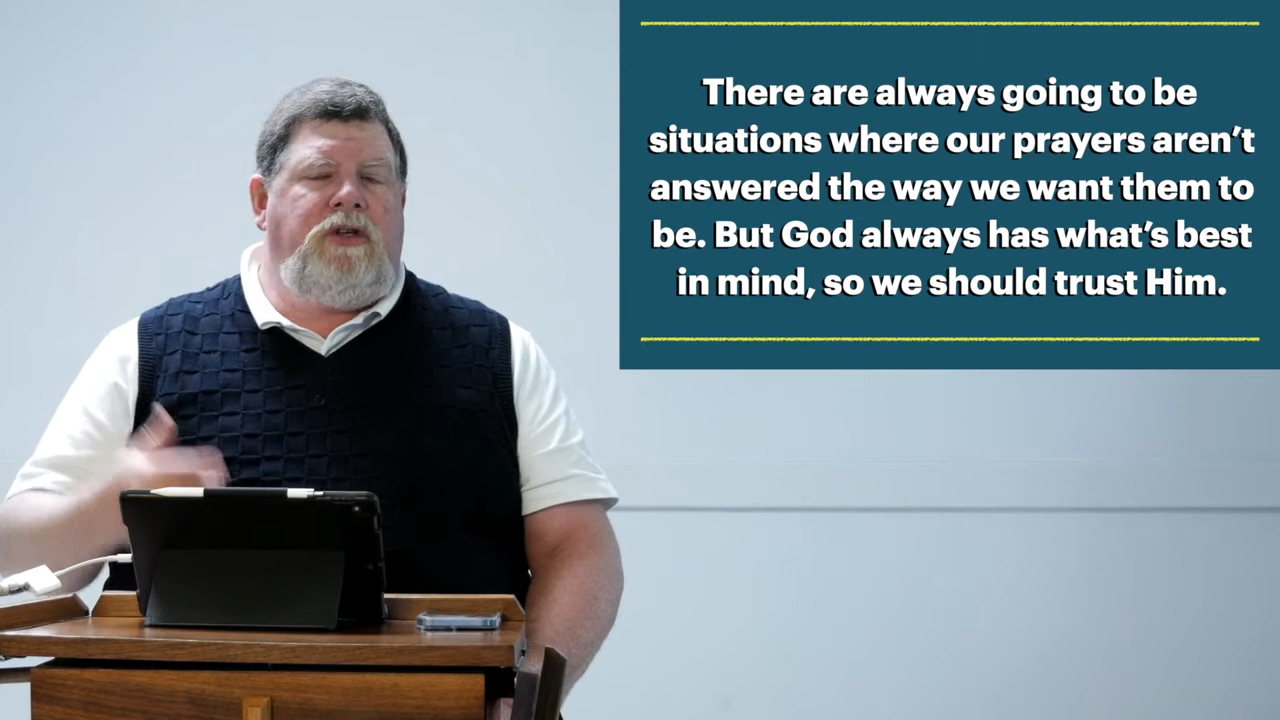 There are always going to be
situations where our prayers aren’t
answered the way we want them to
be. But God always has what’s best
in mind, so we should trust Him.